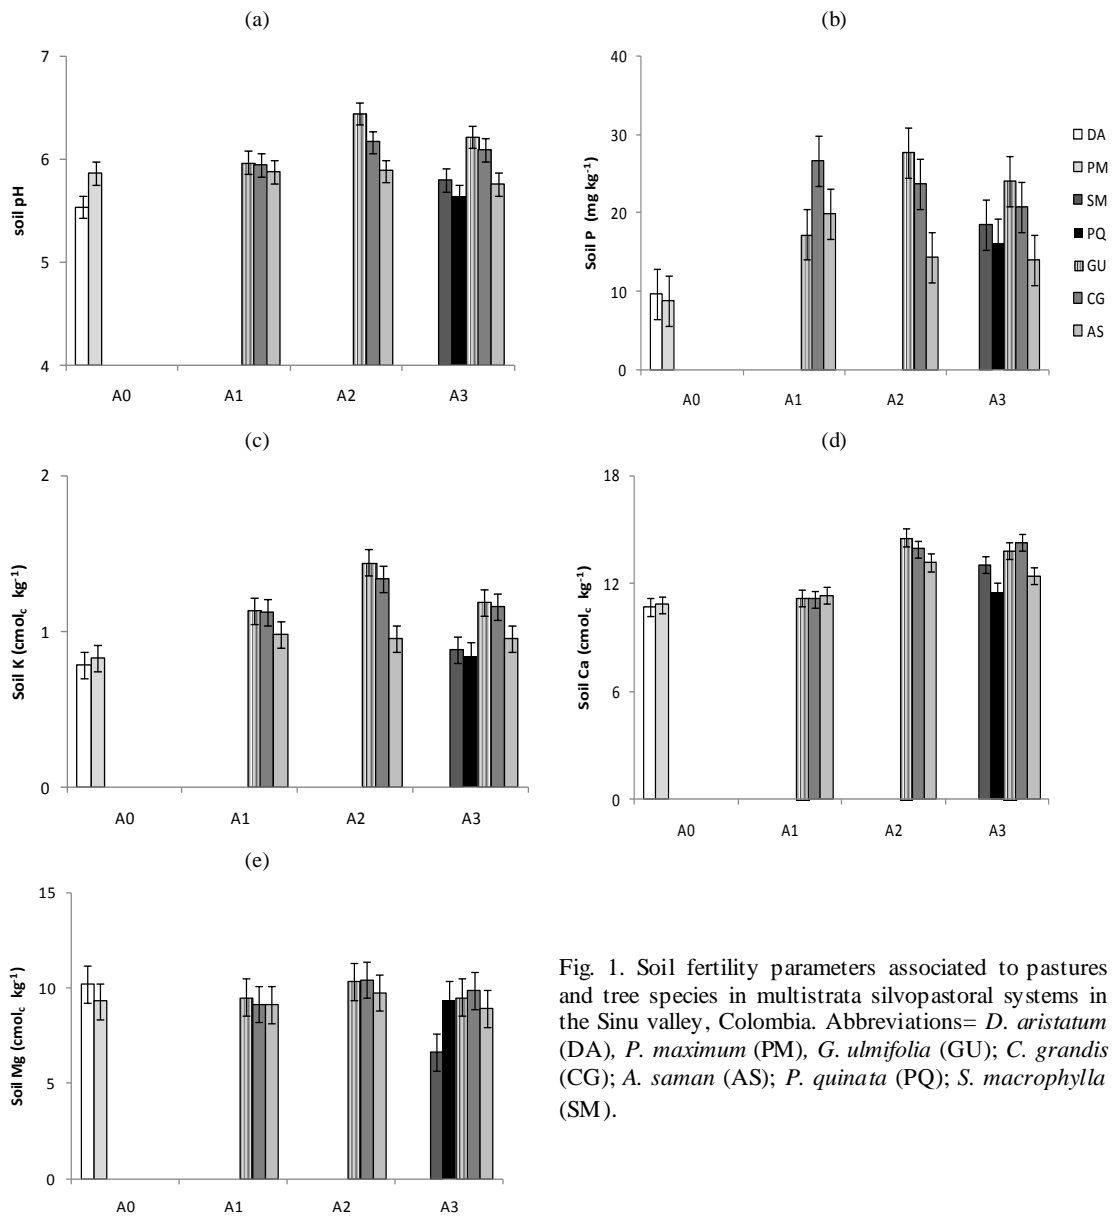 (a)
7
6
5
4
soil pH
A0 A1 A2 A3
(b)
40
30
20
10
0
Soil P (mg kg⁻¹)
A0 A1 A2 A3
DA
PM
SM
PQ
GU
CG
AS
(c)
2
1
0
Soil K (cmolc kg⁻¹)
A0 A1 A2 A3
(d)
18
12
6
0
Soil Ca (cmolc kg⁻¹)
A0 A1 A2 A3
(e)
15
10
5
0
Soil Mg (cmolc kg⁻¹)
A0 A1 A2 A3
Fig. 1. Soil fertility parameters associated to pastures
and tree species in multistrata silvopastoral systems in
the Sinu valley, Colombia. Abbreviations= D. aristatum
(DA), P. maximum (PM), G. ulmifolia (GU); C. grandis
(CG); A. saman (AS); P. quinata (PQ); S. macrophylla
(SM).